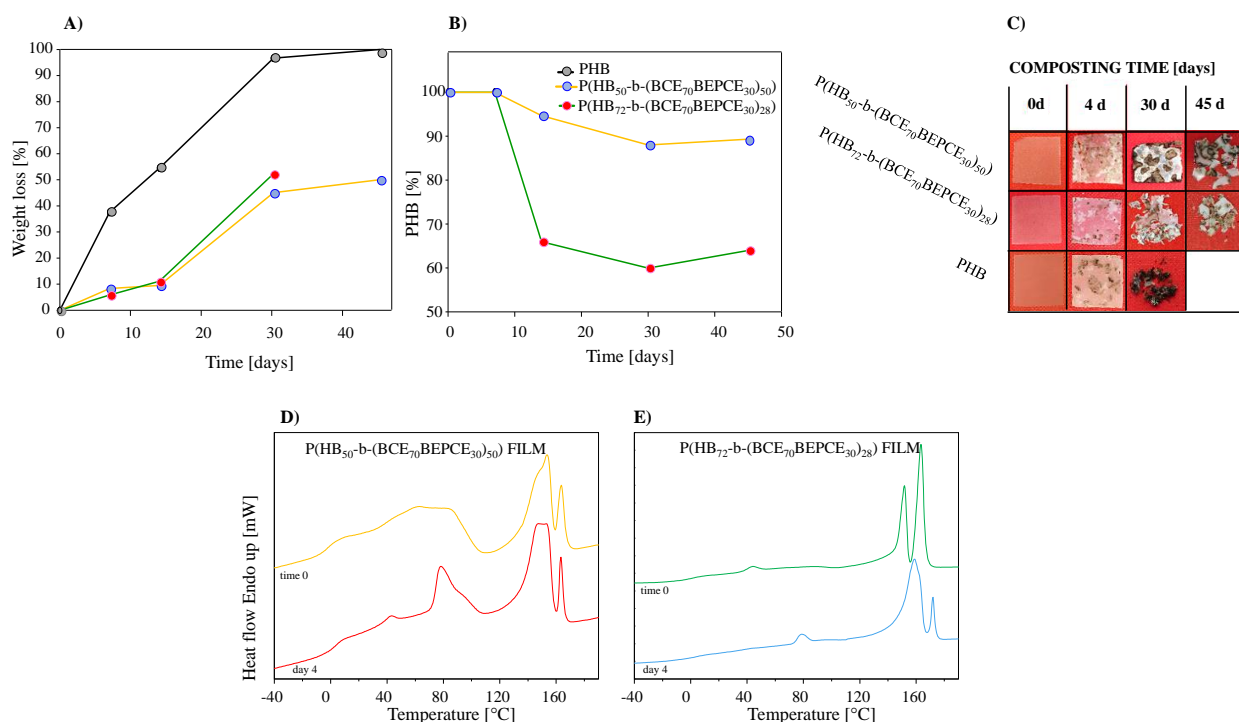 A)
100
90
80
70
60
50
40
30
20
10
0
0
20
40
Weight loss [%]
Time [days]
B)
PHB
P(HB50-b-(BCE70BEPCE30)50)
P(HB72-b-(BCE70BEPCE30)28)
100
90
80
70
60
50
0
10
20
30
40
50
PHB [%]
Time [days]
C)
COMPOSTING TIME [days]
0d
4 d
30 d
45 d
P(HB50-b-(BCE70BEPCE30)50)
P(HB72-b-(BCE70BEPCE30)28)
PHB
D)
P(HB50-b-(BCE70BEPCE30)50) FILM
Heat flow Endo up [mW]
time 0
day 4
-40
0
40
80
120
160
Temperature [°C]
E)
P(HB72-b-(BCE70BEPCE30)28) FILM
time 0
day 4
-40
0
40
80
120
160
Temperature [°C]